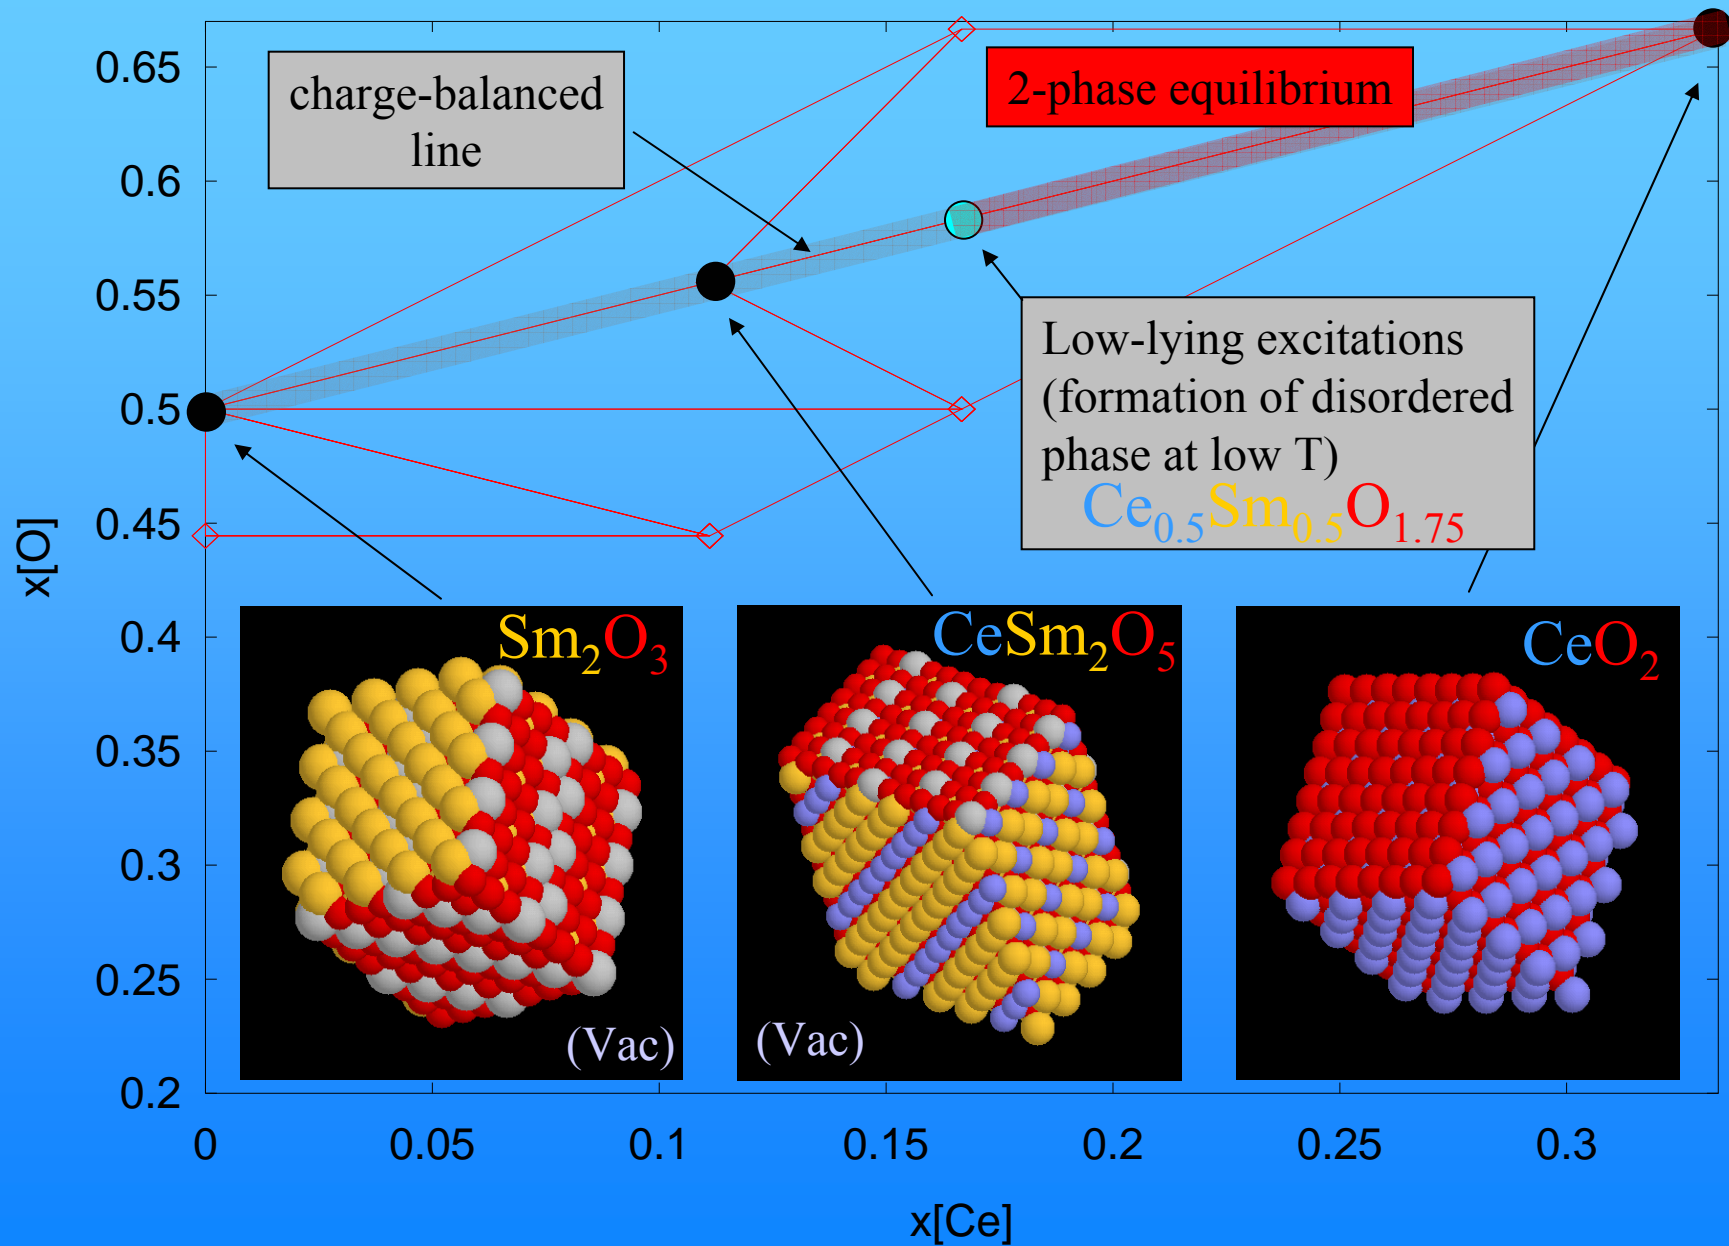 charge-balanced
line
2-phase equilibrium
Low-lying excitations
(formation of disordered
phase at low T)
Ce0.5Sm0.5O1.75
Sm2O3
(Vac)
CeSm2O5
(Vac)
CeO2
x[O]
0.65
0.6
0.55
0.5
0.45
0.4
0.35
0.3
0.25
0.2
0 0.05 0.1 0.15 0.2 0.25 0.3
x[Ce]